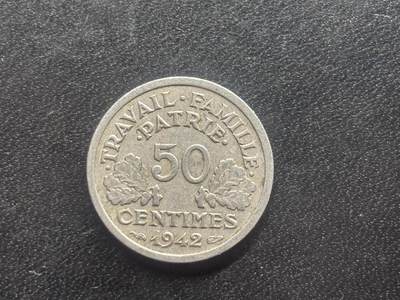 TRAVAIL · FAMILLE
· PATRIE ·
50
CENTIMES
1942